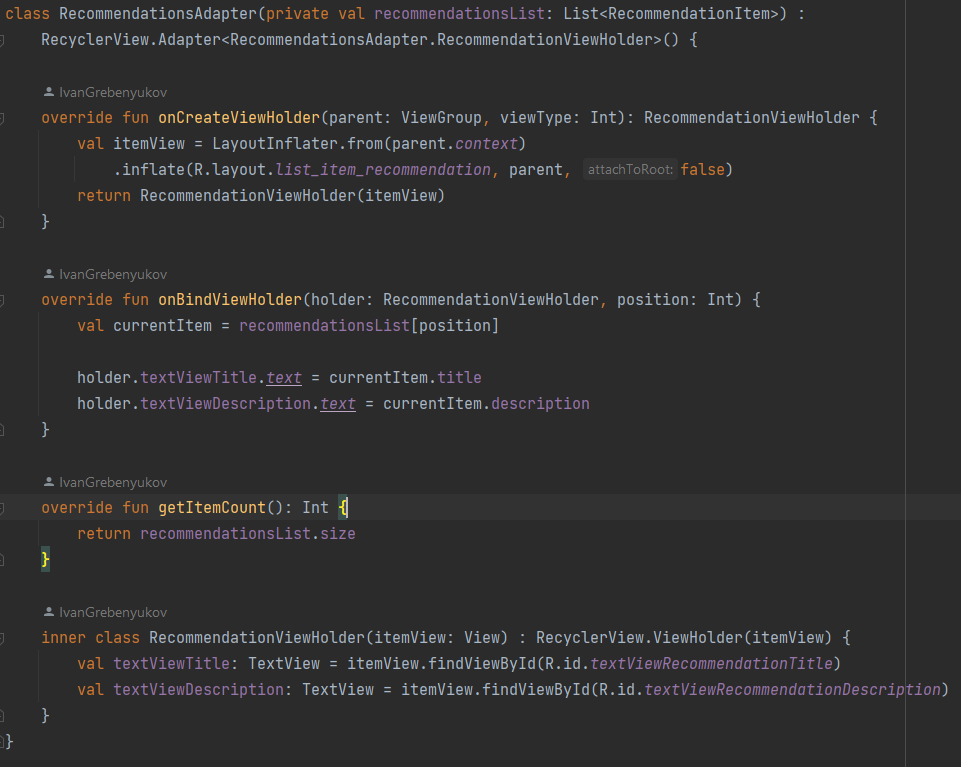 class RecommendationsAdapter(private val recommendationsList: List<RecommendationItem>) :
RecyclerView.Adapter<RecommendationsAdapter.RecommendationViewHolder>() {
IvanGrebenyukov
override fun onCreateViewHolder(parent: ViewGroup, viewType: Int): RecommendationViewHolder {
val itemView = LayoutInflater.from(parent.context)
.inflate(R.layout.list_item_recommendation, parent, attachToRoot: false)
return RecommendationViewHolder(itemView)
}
IvanGrebenyukov
override fun onBindViewHolder(holder: RecommendationViewHolder, position: Int) {
val currentItem = recommendationsList[position]
holder.textViewTitle.text = currentItem.title
holder.textViewDescription.text = currentItem.description
}
IvanGrebenyukov
override fun getItemCount(): Int {
return recommendationsList.size
}
IvanGrebenyukov
inner class RecommendationViewHolder(itemView: View) : RecyclerView.ViewHolder(itemView) {
val textViewTitle: TextView = itemView.findViewById(R.id.textViewRecommendationTitle)
val textViewDescription: TextView = itemView.findViewById(R.id.textViewRecommendationDescription)
}
}